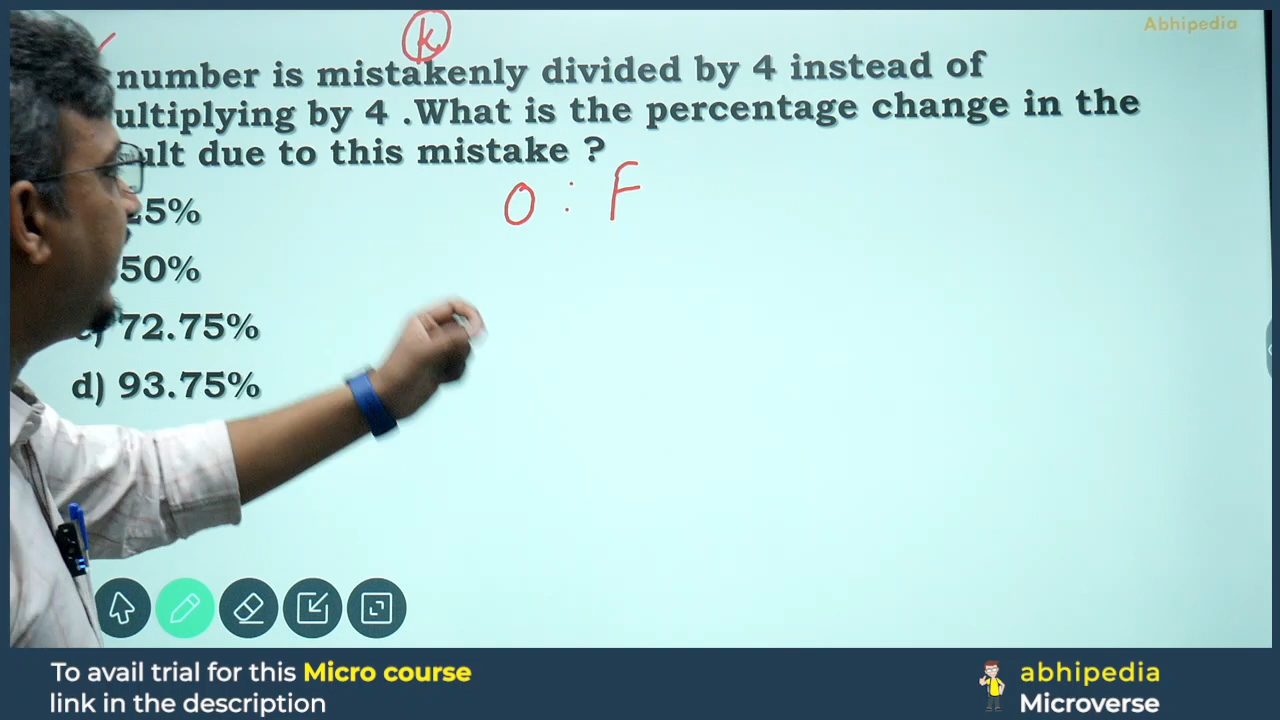 Abhipedia
k
number is mistakenly divided by 4 instead of
ultiplying by 4 .What is the percentage change in the
ult due to this mistake ?
O : F
25%
50%
c) 72.75%
d) 93.75%
To avail trial for this Micro course
link in the description
abhipedia
Microverse